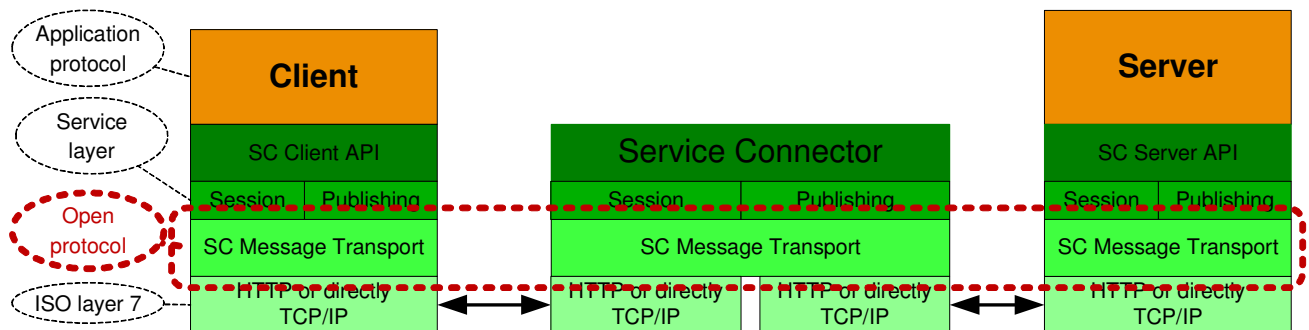 Application
protocol
Client
Server
Service
layer
SC Client API
Service Connector
SC Server API
Session
Publishing
Session
Publishing
Session
Publishing
Open
protocol
SC Message Transport
SC Message Transport
SC Message Transport
ISO layer 7
HTTP or directly
TCP/IP
HTTP or directly
TCP/IP
HTTP or directly
TCP/IP
HTTP or directly
TCP/IP